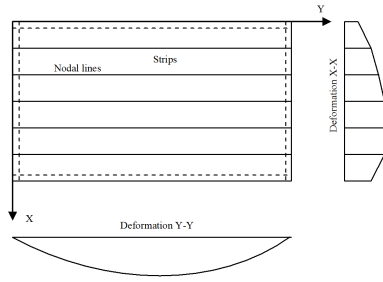 Y
Strips
Nodal lines
Deformation X-X
X
Deformation Y-Y